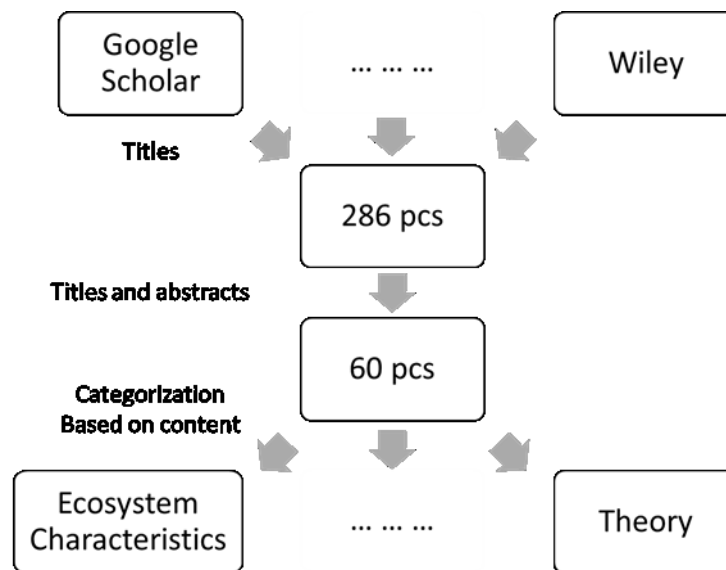 Google
Scholar
... ... ...
Wiley
Titles
286 pcs
Titles and abstracts
60 pcs
Categorization
Based on content
Ecosystem
Characteristics
... ... ...
Theory